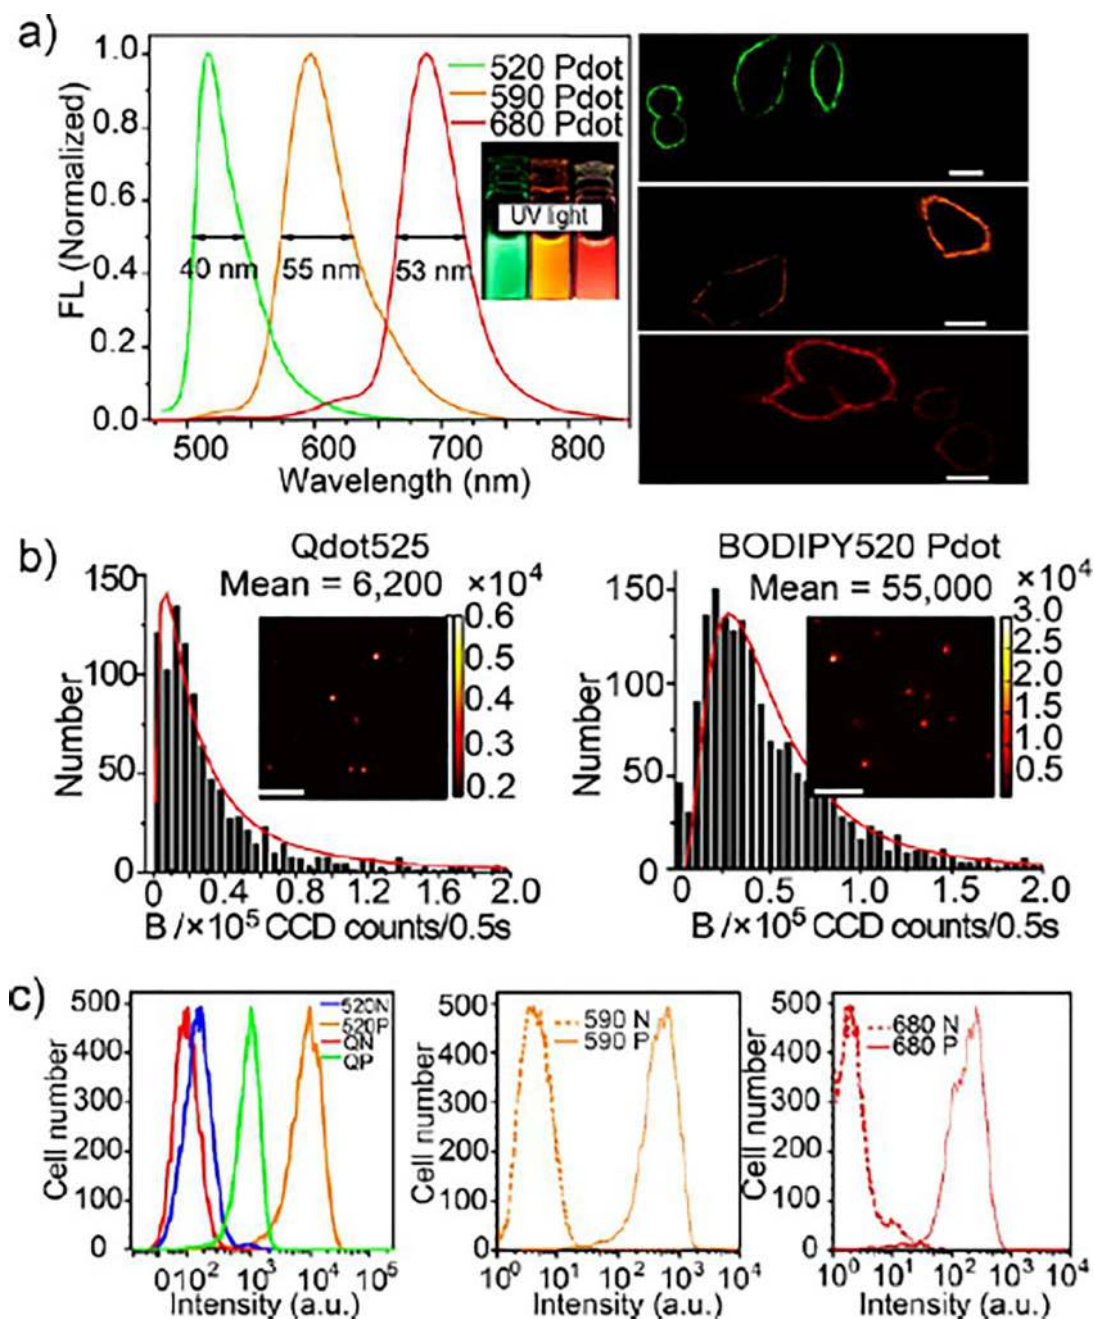 a)
FL (Normalized)
1.0
0.8
0.6
0.4
0.2
0.0
520 Pdot
590 Pdot
680 Pdot
UV light
40 nm
55 nm
53 nm
500
600
700
800
Wavelength (nm)
b)
Qdot525
Mean = 6,200
×10⁴
0.6
0.5
0.4
0.3
0.2
Number
150
100
50
0
0
0.4
0.8
1.2
1.6
2.0
B /×10⁵ CCD counts/0.5s
BODIPY520 Pdot
Mean = 55,000
×10⁴
3.0
2.5
2.0
1.5
1.0
0.5
Number
150
100
50
0
0
0.5
1.0
1.5
2.0
B /×10⁵ CCD counts/0.5s
c)
Cell number
500
400
300
200
100
0
520N
520P
QN
QP
0
10²
10³
10⁴
10⁵
Intensity (a.u.)
Cell number
500
400
300
200
100
0
590 N
590 P
10⁰
10¹
10²
10³
10⁴
Intensity (a.u.)
Cell number
500
400
300
200
100
0
680 N
680 P
10⁰
10¹
10²
10³
10⁴
Intensity (a.u.)